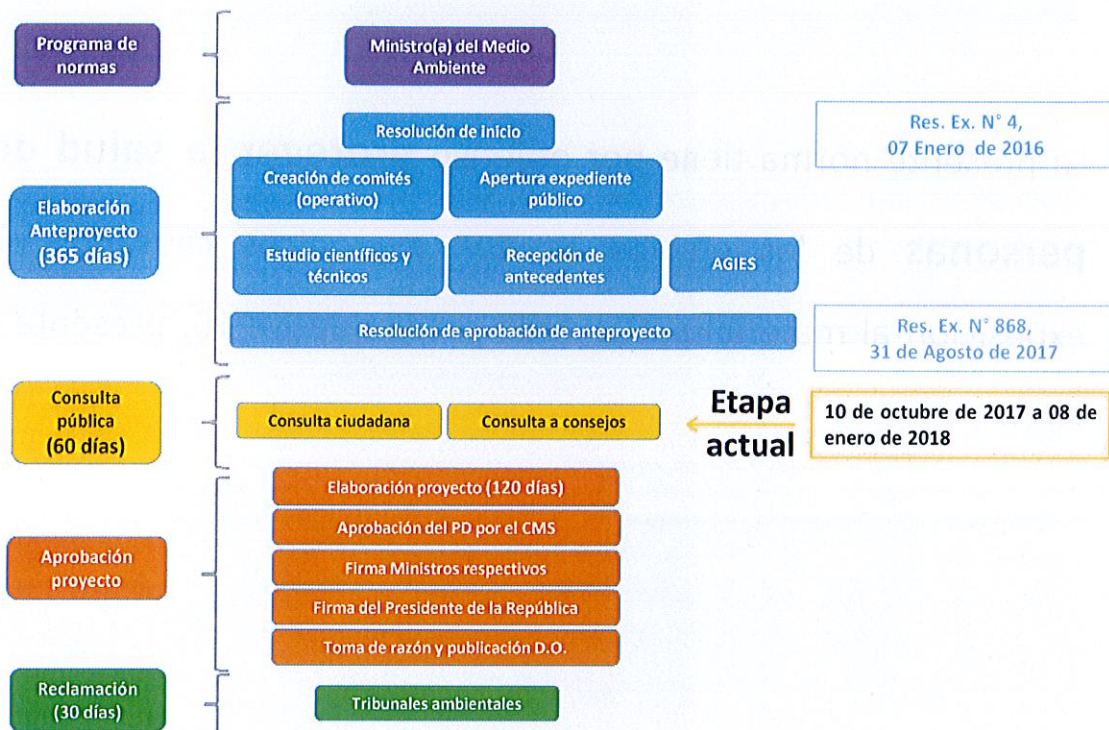 Programa de
normas
Ministro(a) del Medio
Ambiente
Resolución de inicio
Res. Ex. N° 4,
07 Enero de 2016
Elaboración
Anteproyecto
(365 días)
Creación de comités
(operativo)
Apertura expediente
público
Estudio científicos y
técnicos
Recepción de
antecedentes
AGIES
Resolución de aprobación de anteproyecto
Res. Ex. N° 868,
31 de Agosto de 2017
Consulta
pública
(60 días)
Consulta ciudadana
Consulta a consejos
Etapa
actual
10 de octubre de 2017 a 08 de
enero de 2018
Aprobación
proyecto
Elaboración proyecto (120 días)
Aprobación del PD por el CMS
Firma Ministros respectivos
Firma del Presidente de la República
Toma de razón y publicación D.O.
Reclamación
(30 días)
Tribunales ambientales